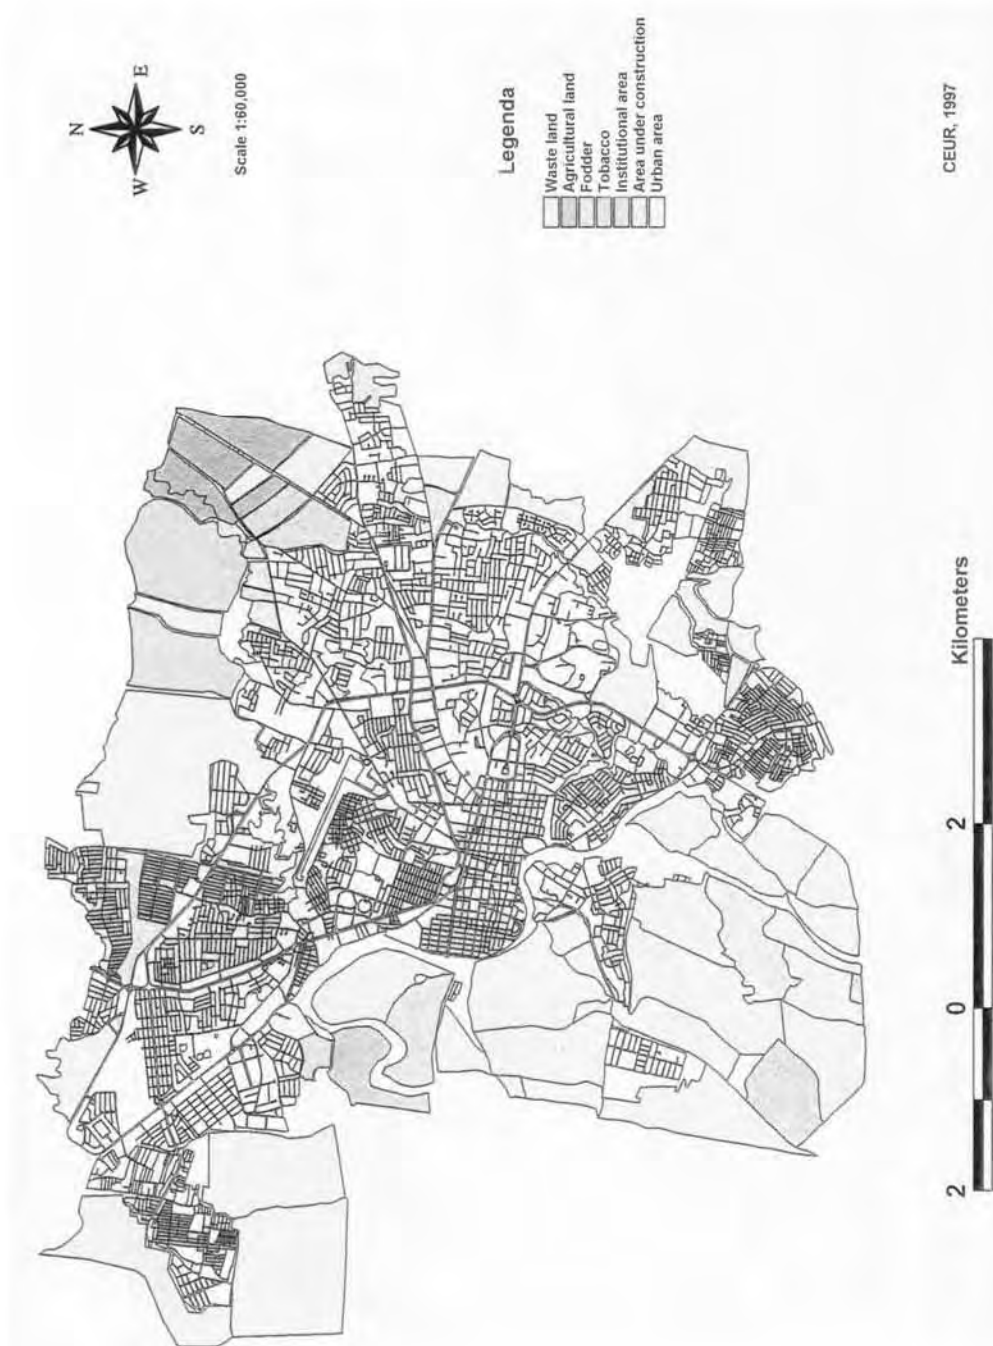 N
E
W
S
Scale 1:60,000
Legenda
Waste land
Agricultural land
Fodder
Tobacco
Institutional area
Area under construction
Urban area
CEUR, 1997
Kilometers
2 0 2